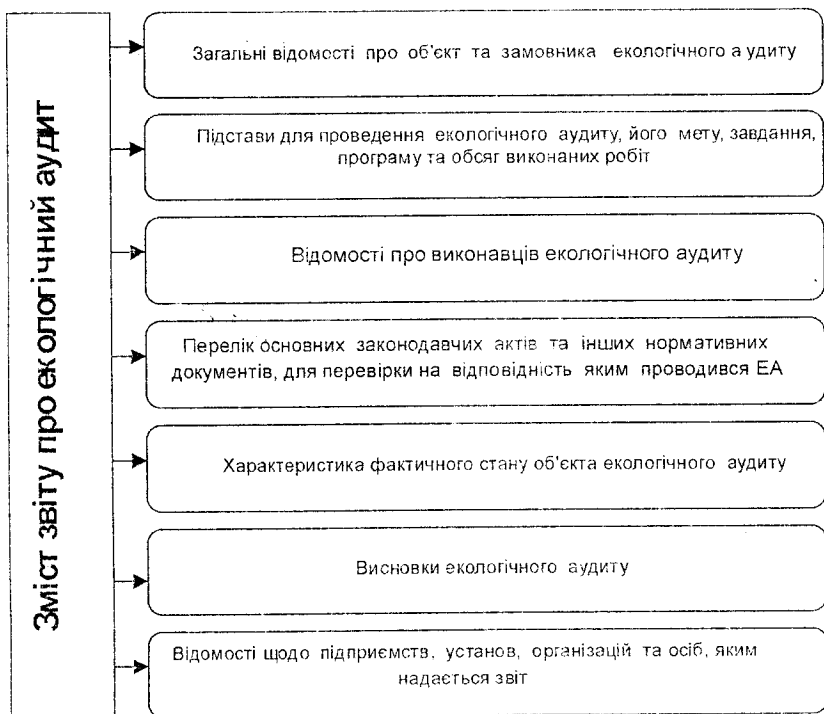 Зміст звіту про екологічний аудит
Загальні відомості про об'єкт та замовника екологічного аудиту
Підстави для проведення екологічного аудиту, його мету, завдання,
програму та обсяг виконаних робіт
Відомості про виконавців екологічного аудиту
Перелік основних законодавчих актів та інших нормативних
документів, для перевірки на відповідність яким проводився ЕА
Характеристика фактичного стану об'єкта екологічного аудиту
Висновки екологічного аудиту
Відомості щодо підприємств, установ, організацій та осіб, яким
надається звіт